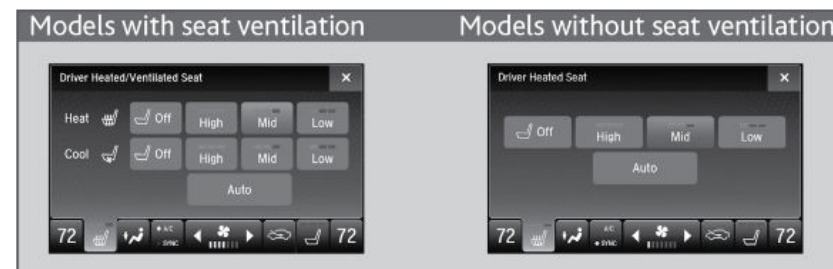 Models with seat ventilation
Driver Heated/Ventilated Seat ×
Heat Off High Mid Low
Cool Off High Mid Low
Auto
72 A/C SYNC 72
Models without seat ventilation
Driver Heated Seat ×
Off High Mid Low
Auto
72 A/C SYNC 72